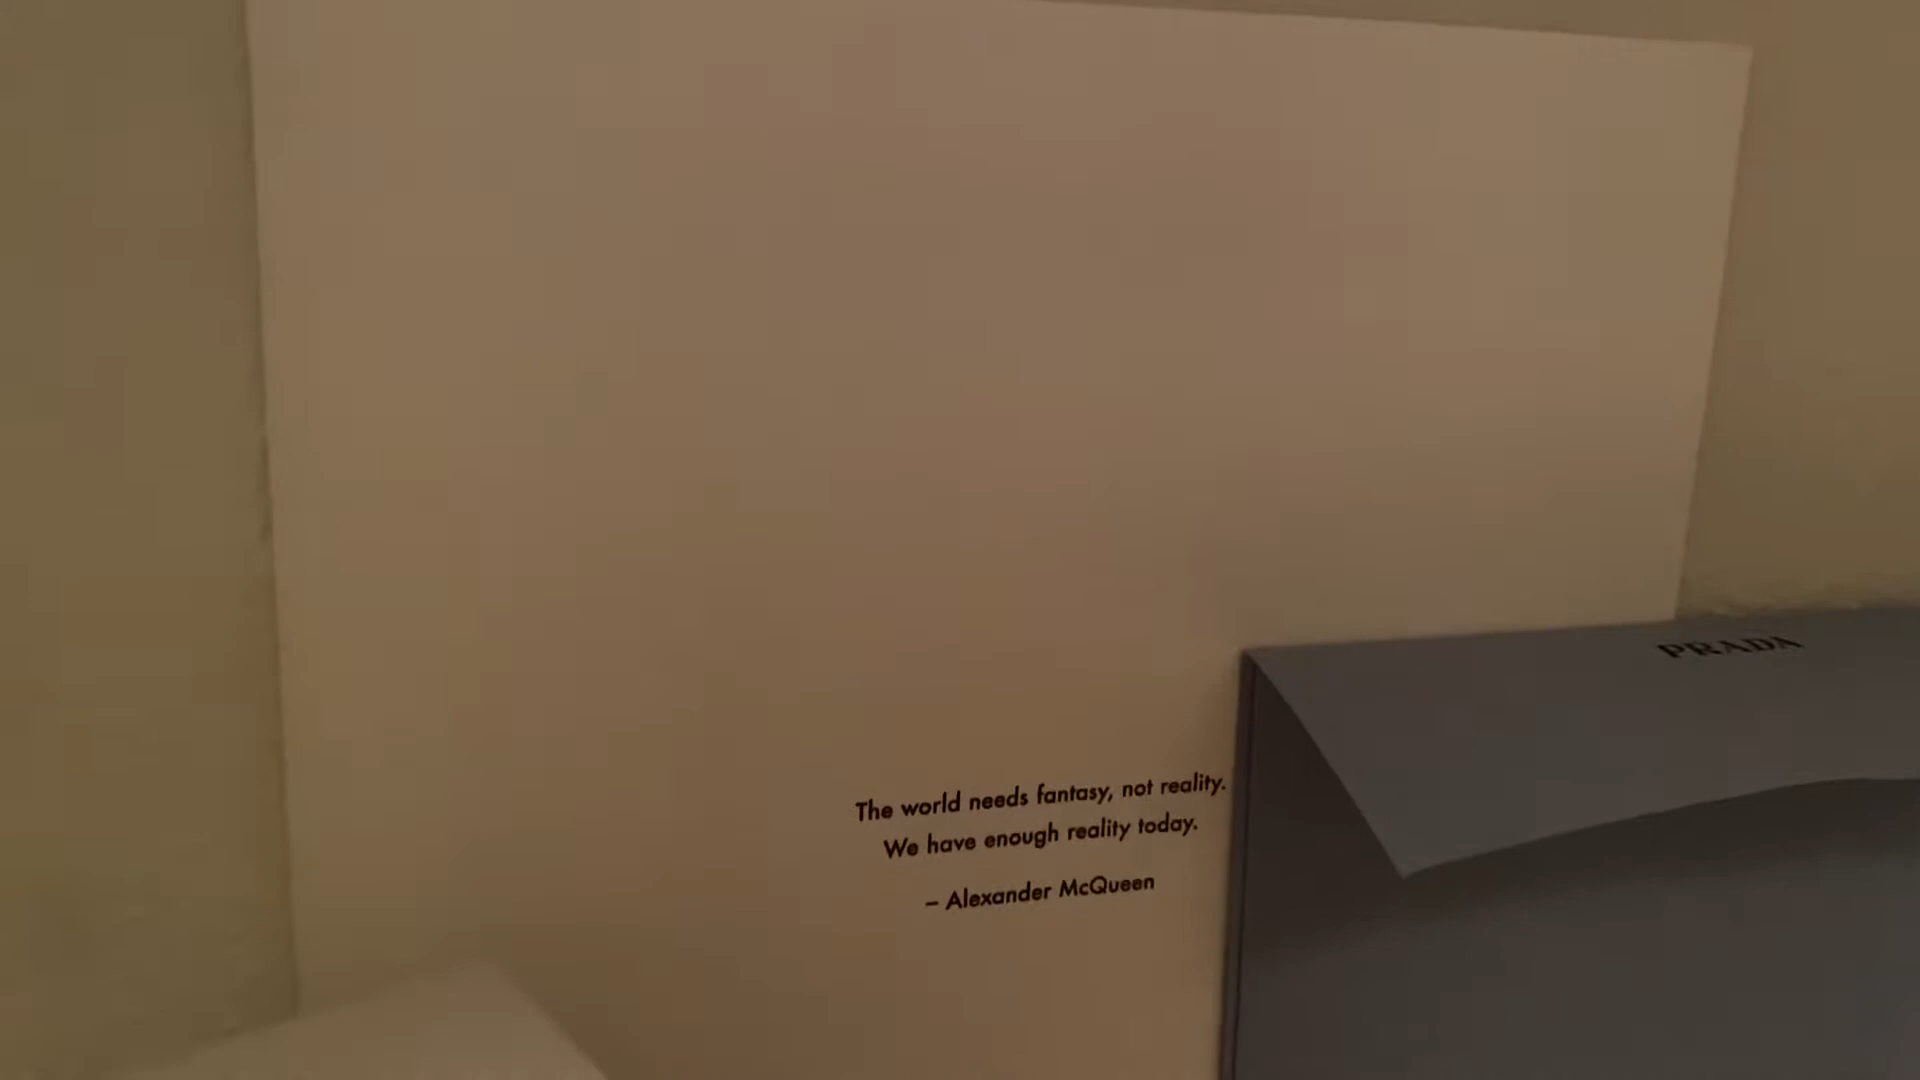 PRADA
The world needs fantasy, not reality.
We have enough reality today.
– Alexander McQueen